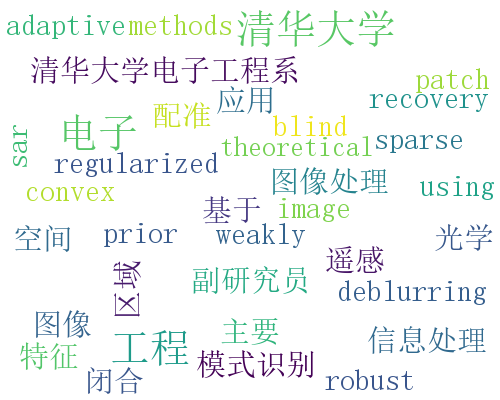 adaptive methods 清华大学
清华大学电子工程系
patch
配准 应用 recovery
sar 电子 blind sparse
theoretical
regularized
convex 图像处理 using
基于 image
空间 prior weakly 光学
区域 遥感
副研究员 deblurring
图像 主要 信息处理
特征 工程 模式识别
闭合 robust